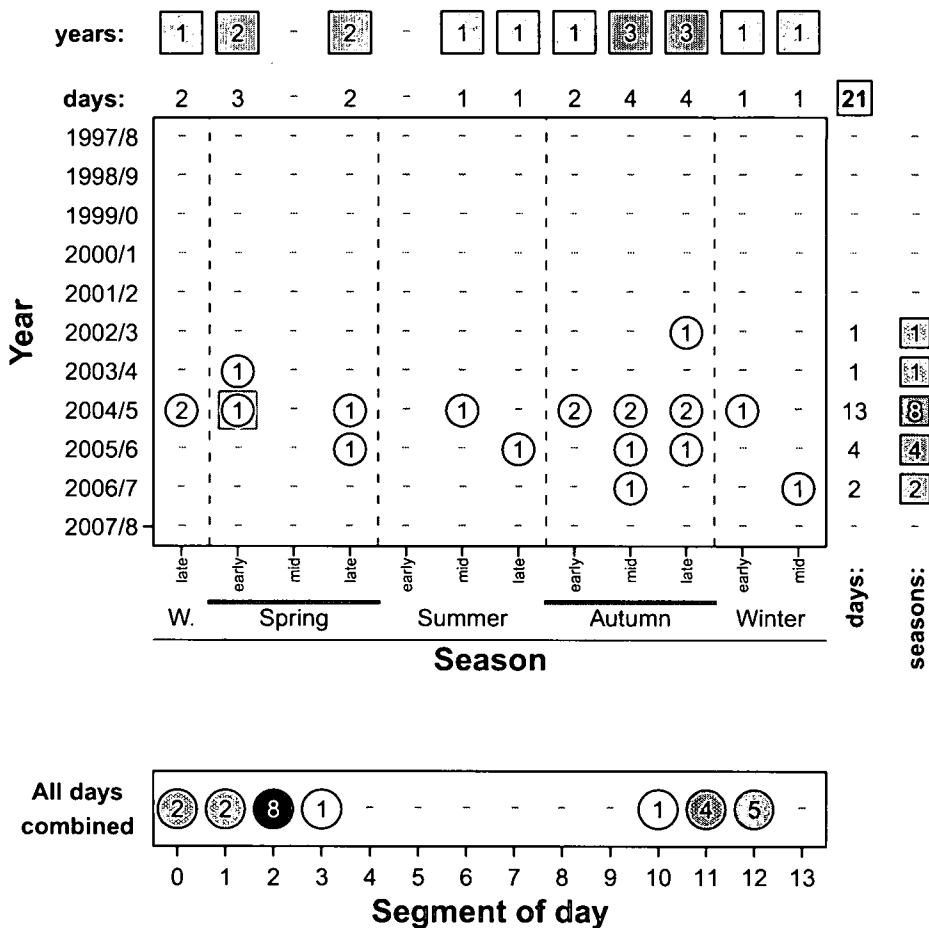 years: 1 2 - 2 - 1 1 1 3 3 1 1
days: 2 3 - 2 - 1 1 2 4 4 1 1 21
1997/8 - - - - - - - - - - - - - -
1998/9 - - - - - - - - - - - - - -
1999/0 - - - - - - - - - - - - - -
2000/1 - - - - - - - - - - - - - -
2001/2 - - - - - - - - - - - - - -
2002/3 - - - - - - - - - 1 - - 1 1
2003/4 - 1 - - - - - - - - - - 1 1
2004/5 2 1 - 1 - 1 - 2 2 2 1 - 13 8
2005/6 - - - 1 - - 1 - 1 1 - - 4 4
2006/7 - - - - - - - - 1 - - 1 2 2
2007/8 - - - - - - - - - - - - - -
Year
late early mid late early mid late early mid late early mid
days:
seasons:
W. Spring Summer Autumn Winter
Season
All days
combined
2 2 8 1 - - - - - - 1 4 5 -
0 1 2 3 4 5 6 7 8 9 10 11 12 13
Segment of day